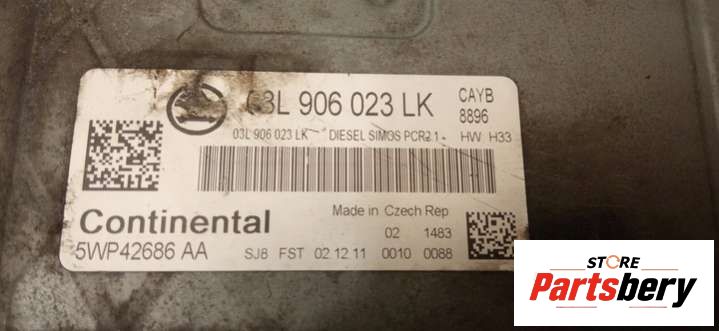 03L 906 023 LK CAYB
8896
03L 906 023 LK DIESEL SIMOS PCR2.1 HW H33
Continental
Made in Czech Rep
02 1483
5WP42686 AA SJ8 FST 02.12.11 0010 0088
STORE
Partsbery